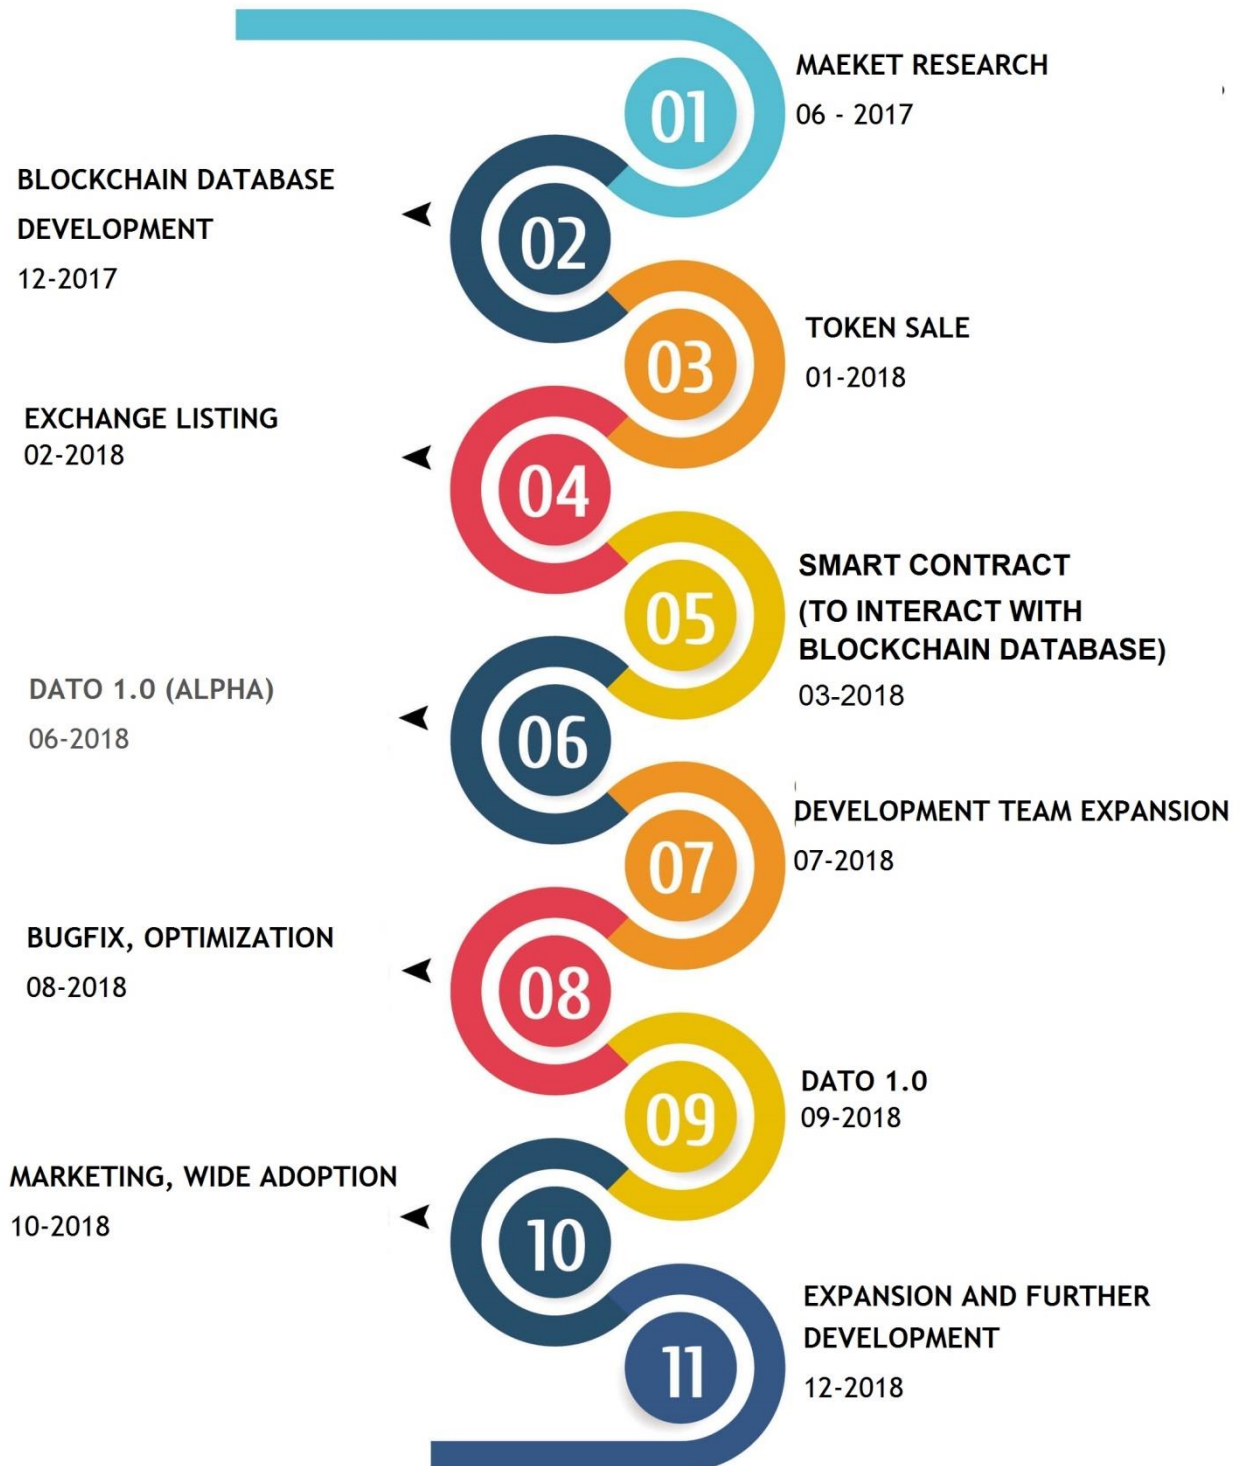 01
MAEKET RESEARCH
06 - 2017
BLOCKCHAIN DATABASE
DEVELOPMENT
12-2017
02
03
TOKEN SALE
01-2018
EXCHANGE LISTING
02-2018
04
05
SMART CONTRACT
(TO INTERACT WITH
BLOCKCHAIN DATABASE)
03-2018
DATO 1.0 (ALPHA)
06-2018
06
07
DEVELOPMENT TEAM EXPANSION
07-2018
BUGFIX, OPTIMIZATION
08-2018
08
09
DATO 1.0
09-2018
MARKETING, WIDE ADOPTION
10-2018
10
11
EXPANSION AND FURTHER
DEVELOPMENT
12-2018